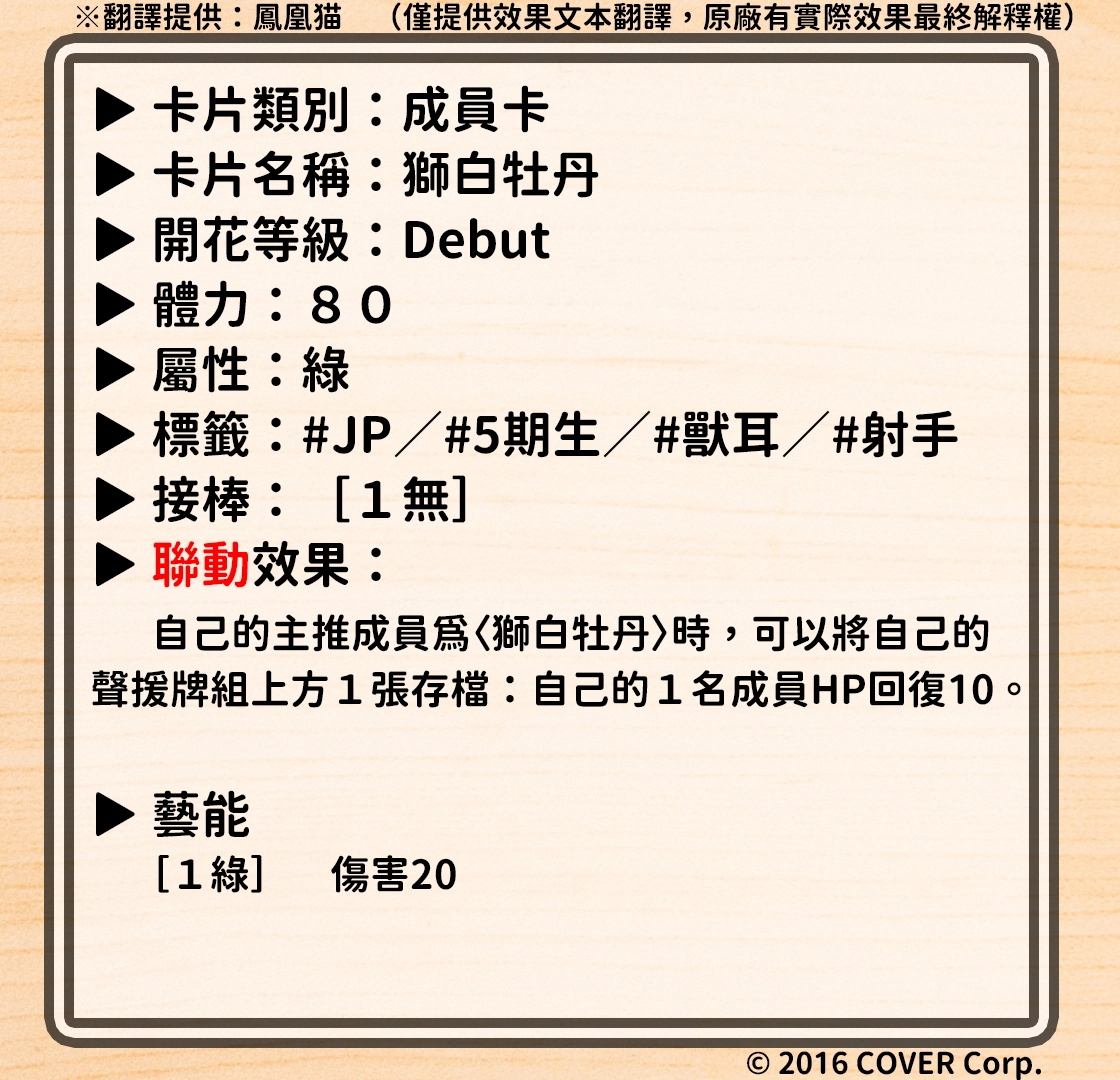 ※翻譯提供：鳳凰猫　（僅提供效果文本翻譯，原廠有實際效果最終解釋權）
▶ 卡片類別：成員卡
▶ 卡片名稱：獅白牡丹
▶ 開花等級：Debut
▶ 體力：８０
▶ 屬性：綠
▶ 標籤：#JP／#5期生／#獸耳／#射手
▶ 接棒：［１無］
▶ 聯動效果：
自己的主推成員爲〈獅白牡丹〉時，可以將自己的
聲援牌組上方１張存檔：自己的１名成員HP回復10。
▶ 藝能
［１綠］　傷害20
© 2016 COVER Corp.